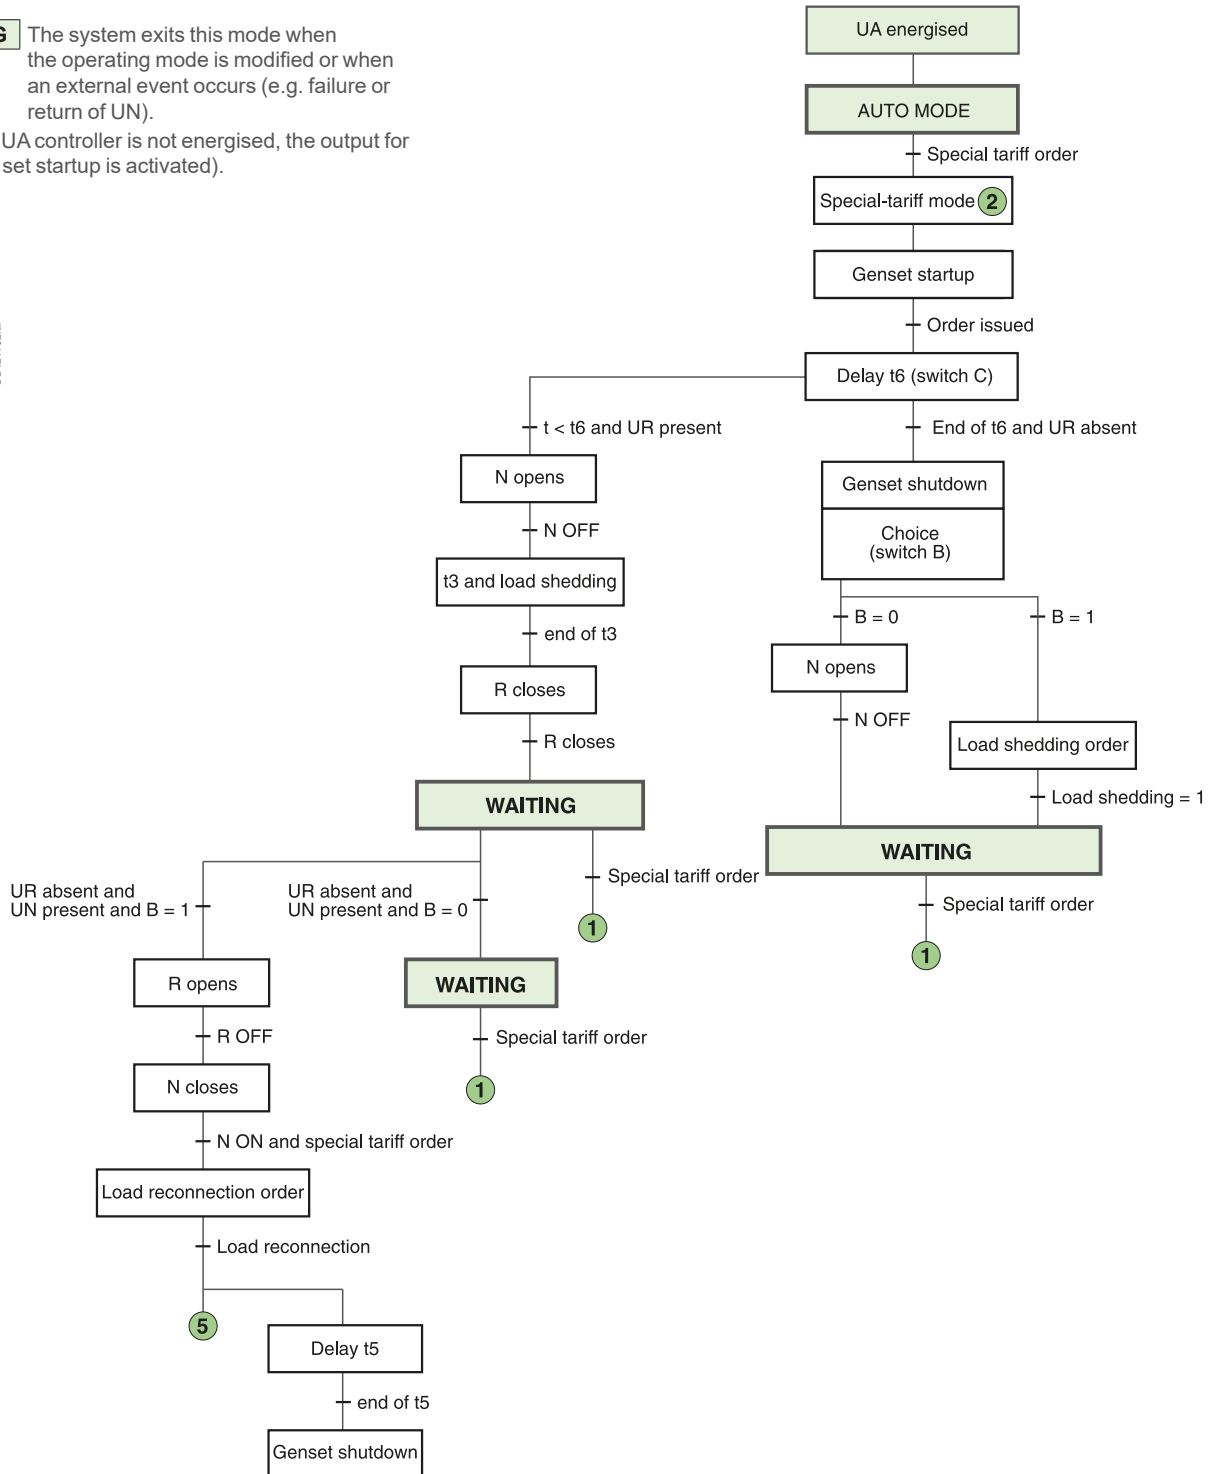 G The system exits this mode when
the operating mode is modified or when
an external event occurs (e.g. failure or
return of UN).
UA controller is not energised, the output for
set startup is activated).
UA energised
AUTO MODE
Special tariff order
Special-tariff mode 2
Genset startup
Order issued
Delay t6 (switch C)
t < t6 and UR present
End of t6 and UR absent
N opens
Genset shutdown
N OFF
Choice
(switch B)
t3 and load shedding
B = 0
B = 1
end of t3
N opens
R closes
N OFF
R closes
Load shedding order
Load shedding = 1
WAITING
WAITING
Special tariff order
Special tariff order
UR absent and
UN present and B = 1
UR absent and
UN present and B = 0
1
1
R opens
WAITING
R OFF
Special tariff order
N closes
1
N ON and special tariff order
Load reconnection order
Load reconnection
5
Delay t5
end of t5
Genset shutdown